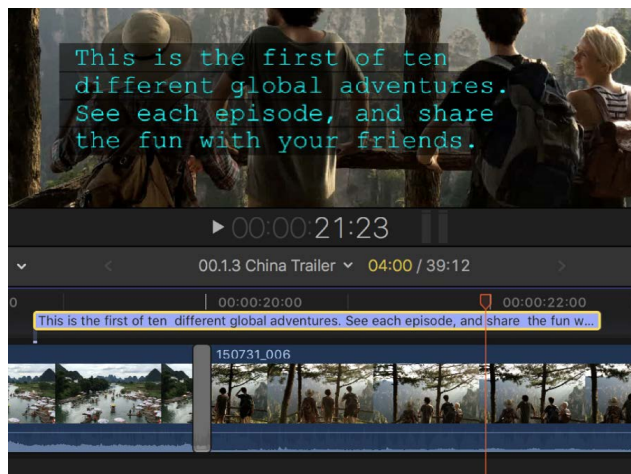 This is the first of ten
different global adventures.
See each episode, and share
the fun with your friends.
00:00:21:23
00.1.3 China Trailer 04:00 / 39:12
0 00:00:20:00 00:00:22:00
This is the first of ten different global adventures. See each episode, and share the fun w...
150731_006